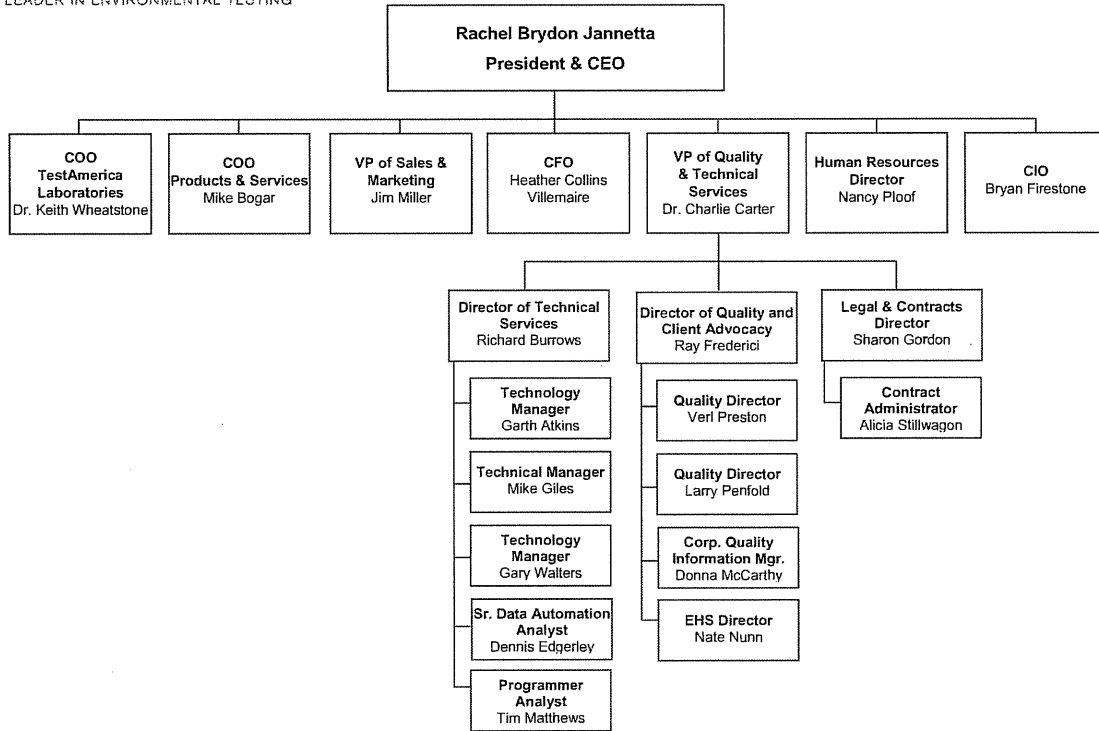 LEADER IN ENVIRONMENTAL TESTING
Rachel Brydon Jannetta
President & CEO
COO
TestAmerica
Laboratories
Dr. Keith Wheatstone
COO
Products & Services
Mike Bogar
VP of Sales &
Marketing
Jim Miller
CFO
Heather Collins
Villemaire
VP of Quality
& Technical
Services
Dr. Charlie Carter
Human Resources
Director
Nancy Ploof
CIO
Bryan Firestone
Director of Technical
Services
Richard Burrows
Director of Quality and
Client Advocacy
Ray Frederici
Legal & Contracts
Director
Sharon Gordon
Technology
Manager
Garth Atkins
Quality Director
Verl Preston
Contract
Administrator
Alicia Stillwagon
Technical Manager
Mike Giles
Quality Director
Larry Penfold
Technology
Manager
Gary Walters
Corp. Quality
Information Mgr.
Donna McCarthy
Sr. Data Automation
Analyst
Dennis Edgerley
EHS Director
Nate Nunn
Programmer
Analyst
Tim Matthews